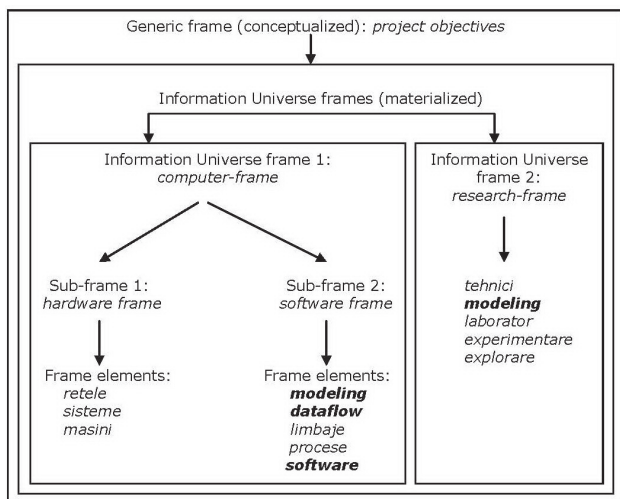 Generic frame (conceptualized): project objectives
Information Universe frames (materialized)
Information Universe frame 1:
computer-frame
Sub-frame 1:
hardware frame
Frame elements:
retele
sisteme
masini
Sub-frame 2:
software frame
Frame elements:
modeling
dataflow
limbaje
procese
software
Information Universe
frame 2:
research-frame
tehnici
modeling
laborator
experimentare
explorare